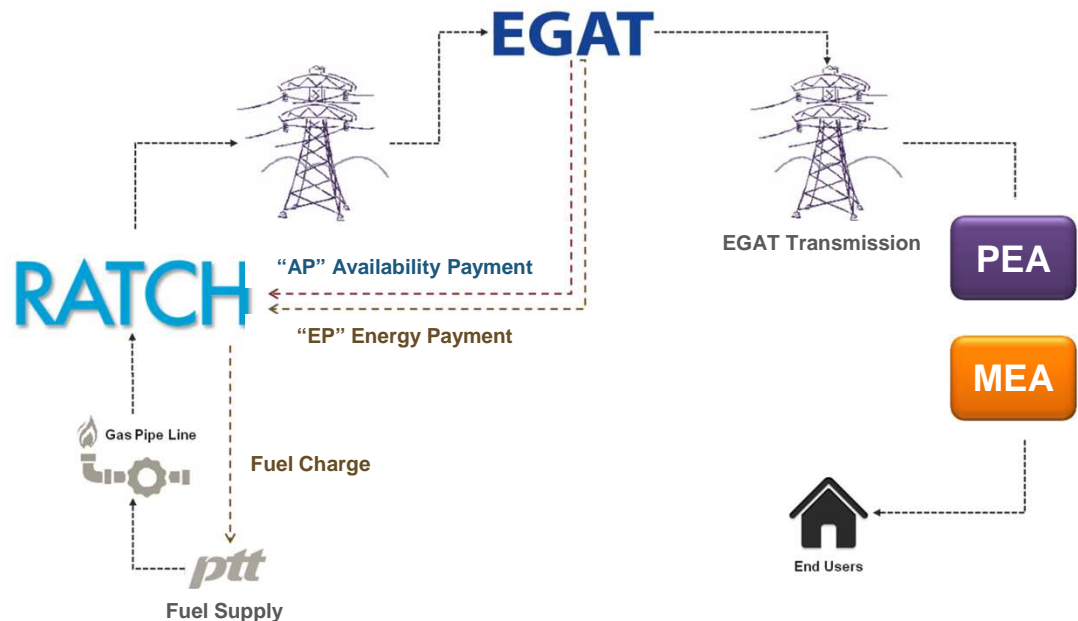 EGAT
EGAT Transmission
PEA
RATCH
“AP” Availability Payment
“EP” Energy Payment
MEA
Gas Pipe Line
Fuel Charge
End Users
ptt
Fuel Supply